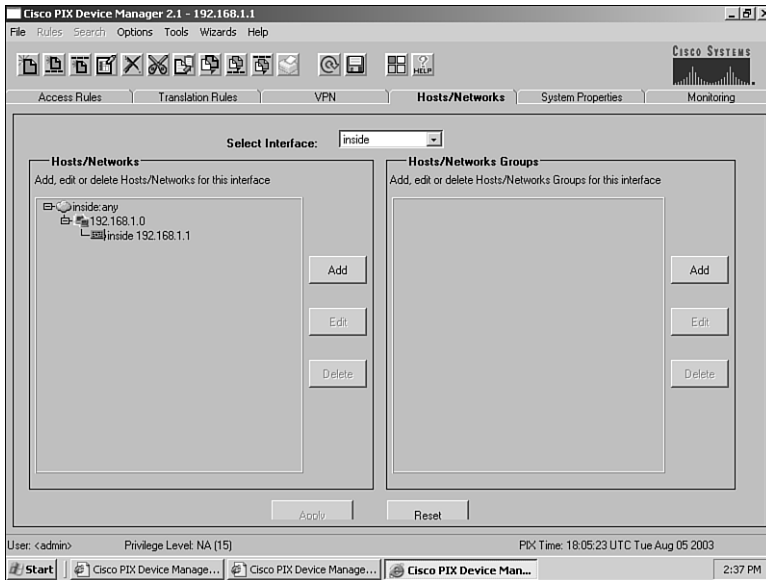 Cisco PIX Device Manager 2.1 - 192.168.1.1
File Rules Search Options Tools Wizards Help
HELP
CISCO SYSTEMS
Access Rules Translation Rules VPN Hosts/Networks System Properties Monitoring
Select Interface: inside
Hosts/Networks
Add, edit or delete Hosts/Networks for this interface
inside:any
192.168.1.0
inside 192.168.1.1
Add
Edit
Delete
Hosts/Networks Groups
Add, edit or delete Hosts/Networks Groups for this interface
Add
Edit
Delete
Apply Reset
User: <admin> Privilege Level: NA (15) PIX Time: 18:05:23 UTC Tue Aug 05 2003
Start Cisco PIX Device Manage... Cisco PIX Device Manage... Cisco PIX Device Man... 2:37 PM